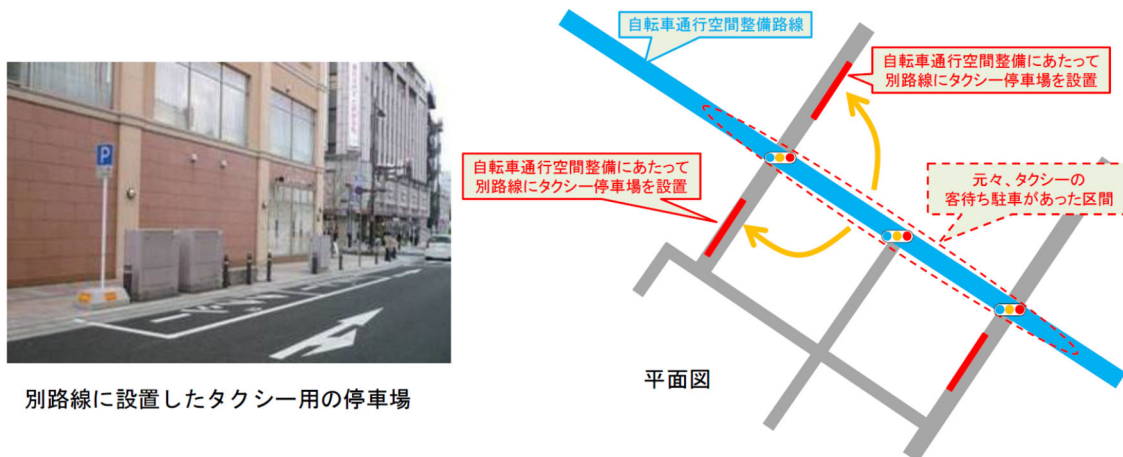 自転車通行空間整備路線
自転車通行空間整備にあたって
別路線にタクシー停車場を設置
自転車通行空間整備にあたって
別路線にタクシー停車場を設置
元々、タクシーの
客待ち駐車があった区間
P
平面図
別路線に設置したタクシー用の停車場